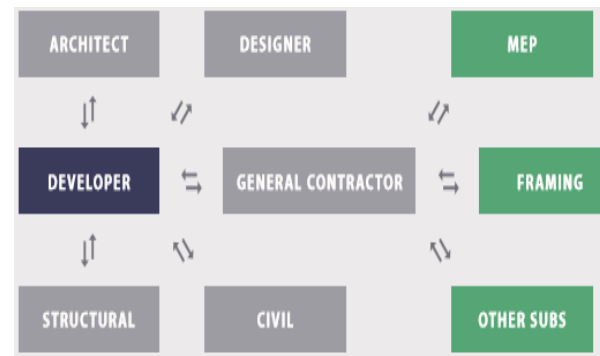 ARCHITECT
DESIGNER
MEP
DEVELOPER
GENERAL CONTRACTOR
FRAMING
STRUCTURAL
CIVIL
OTHER SUBS